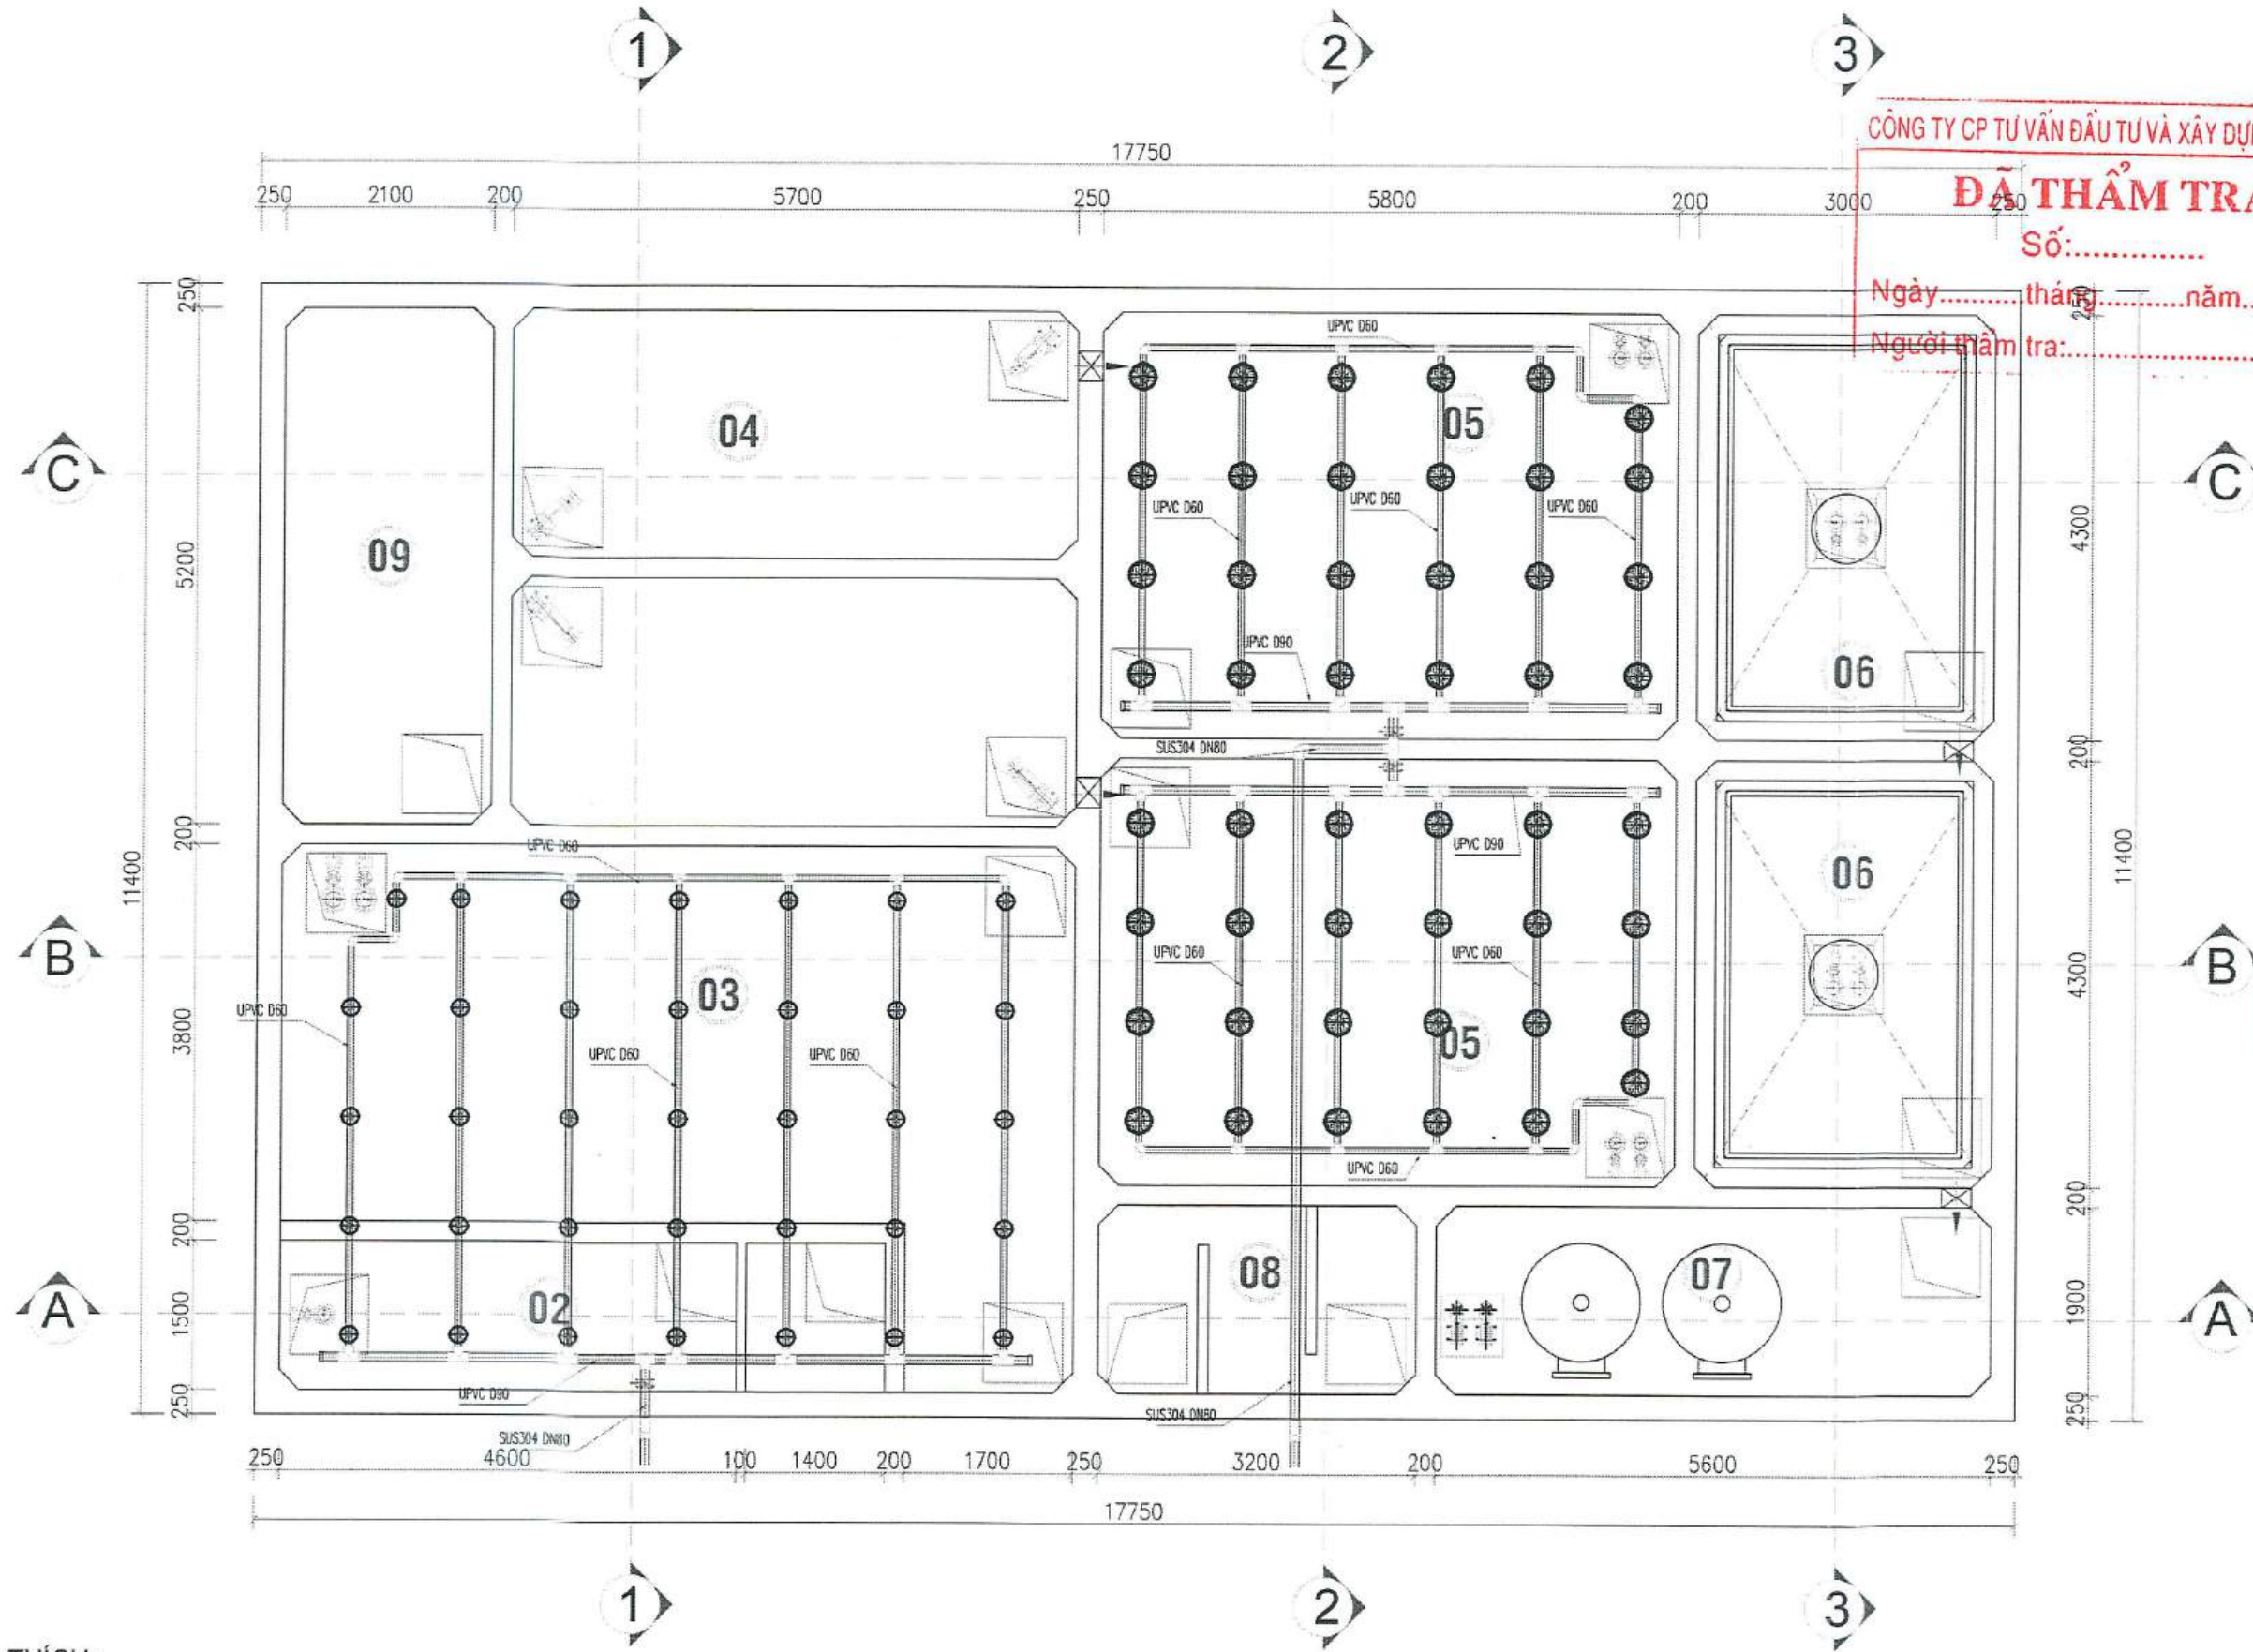 1
2
3
CÔNG TY CP TƯ VẤN ĐẦU TƯ VÀ XÂY
ĐÃ THẨM TRA
Số:..............
Ngày..........tháng..........năm..
Người thẩm tra:......................
17750
250 2100 200 5700 250 5800 200 3000 250
250
250
UPVC D60
04
05
C
C
UPVC D60
UPVC D60
UPVC D60
4300
09
5200
UPVC D90
06
SUS304 DN80
200
200
UPVC D60
UPVC D90
11400
11400
06
B
B
UPVC D60
UPVC D60
4300
03
UPVC D60
3800
UPVC D60
UPVC D60
05
UPVC D60
200
200
08
07
02
A
A
1500
1900
UPVC D90
250
250
SUS304 DN80
SUS304 DN80
250 4600 100 1400 200 1700 250 3200 200 5600 250
17750
1
2
3